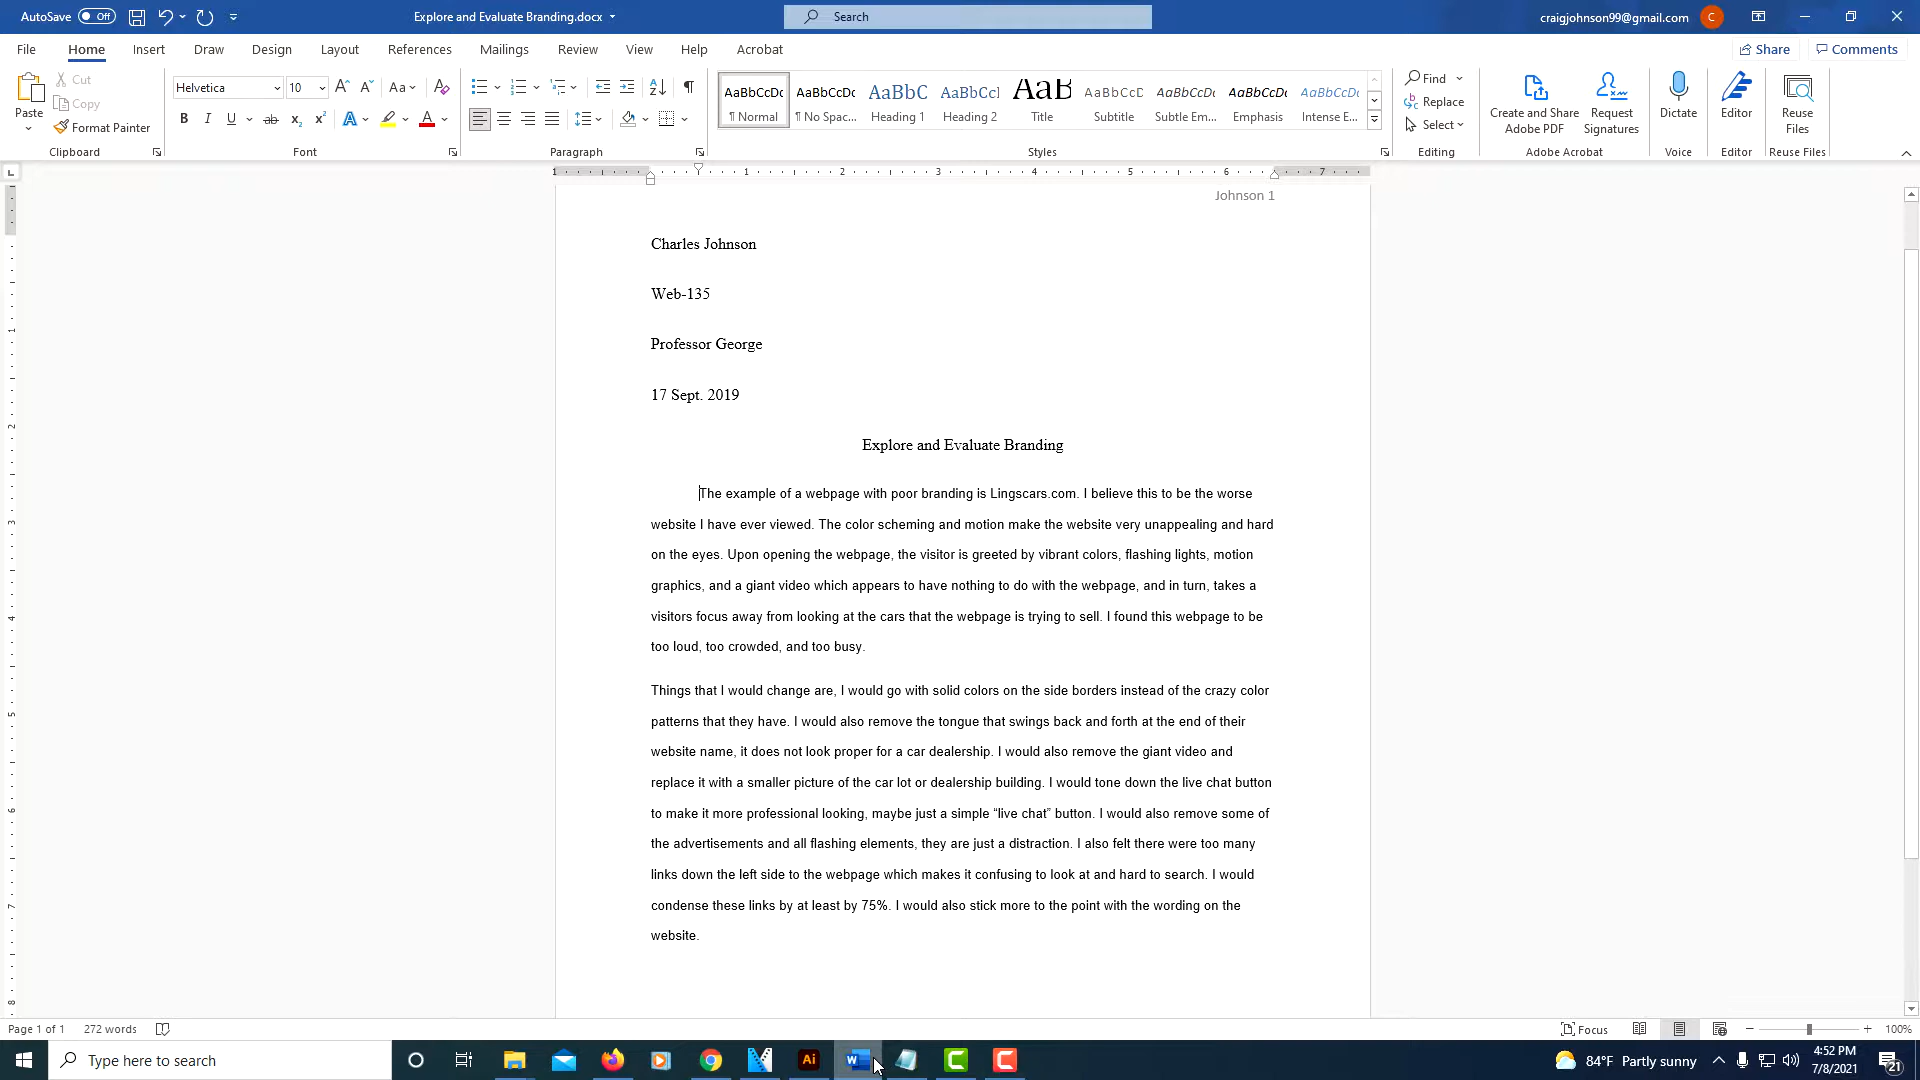 AutoSave Off Explore and Evaluate Branding.docx Search craigjohnson99@gmail.com C
File Home Insert Draw Design Layout References Mailings Review View Help Acrobat Share Comments
Paste Cut Copy Format Painter
Helvetica 10
AaBbCcDc AaBbCcDc AaBbC AaBbCcI AaB AaBbCcD AaBbCcDt AaBbCcDt AaBbCcDt
¶ Normal ¶ No Spac... Heading 1 Heading 2 Title Subtitle Subtle Em... Emphasis Intense E...
Find Replace Select
Create and Share Adobe PDF Request Signatures Dictate Editor Reuse Files
Clipboard Font Paragraph Styles Editing Adobe Acrobat Voice Editor Reuse Files
1 1 2 3 4 5 6 7
Johnson 1
Charles Johnson
Web-135
Professor George
17 Sept. 2019
Explore and Evaluate Branding
The example of a webpage with poor branding is Lingscars.com. I believe this to be the worse
website I have ever viewed. The color scheming and motion make the website very unappealing and hard
on the eyes. Upon opening the webpage, the visitor is greeted by vibrant colors, flashing lights, motion
graphics, and a giant video which appears to have nothing to do with the webpage, and in turn, takes a
visitors focus away from looking at the cars that the webpage is trying to sell. I found this webpage to be
too loud, too crowded, and too busy.
Things that I would change are, I would go with solid colors on the side borders instead of the crazy color
patterns that they have. I would also remove the tongue that swings back and forth at the end of their
website name, it does not look proper for a car dealership. I would also remove the giant video and
replace it with a smaller picture of the car lot or dealership building. I would tone down the live chat button
to make it more professional looking, maybe just a simple “live chat” button. I would also remove some of
the advertisements and all flashing elements, they are just a distraction. I also felt there were too many
links down the left side to the webpage which makes it confusing to look at and hard to search. I would
condense these links by at least by 75%. I would also stick more to the point with the wording on the
website.
Page 1 of 1 272 words Focus 100%
Type here to search 84°F Partly sunny 4:52 PM
7/8/2021 21